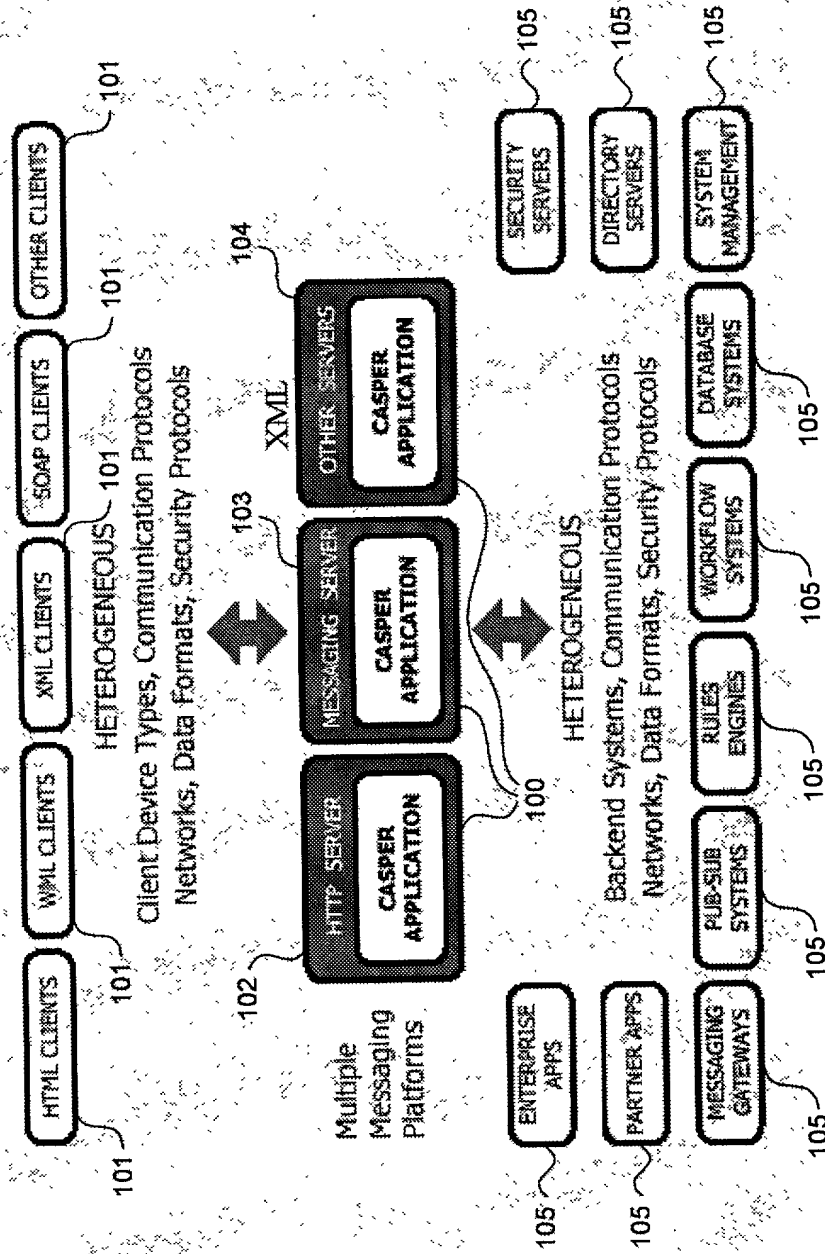 HTML CLIENTS
WML CLIENTS
XML CLIENTS
SOAP CLIENTS
OTHER CLIENTS
101
101
101
101
101
HETEROGENEOUS
Client Device Types, Communication Protocols
Networks, Data Formats, Security Protocols
Multiple
Messaging
Platforms
102
HTTP SERVER
CASPER
APPLICATION
103
MESSAGING SERVER
CASPER
APPLICATION
XML
104
OTHER SERVERS
CASPER
APPLICATION
100
HETEROGENEOUS
Backend Systems, Communication Protocols
Networks, Data Formats, Security Protocols
ENTERPRISE
APPS
105
PARTNER APPS
105
MESSAGING
GATEWAYS
105
PUB-SUB
SYSTEMS
105
RULES
ENGINES
105
WORKFLOW
SYSTEMS
105
DATABASE
SYSTEMS
105
SECURITY
SERVERS
105
DIRECTORY
SERVERS
105
SYSTEM
MANAGEMENT
105